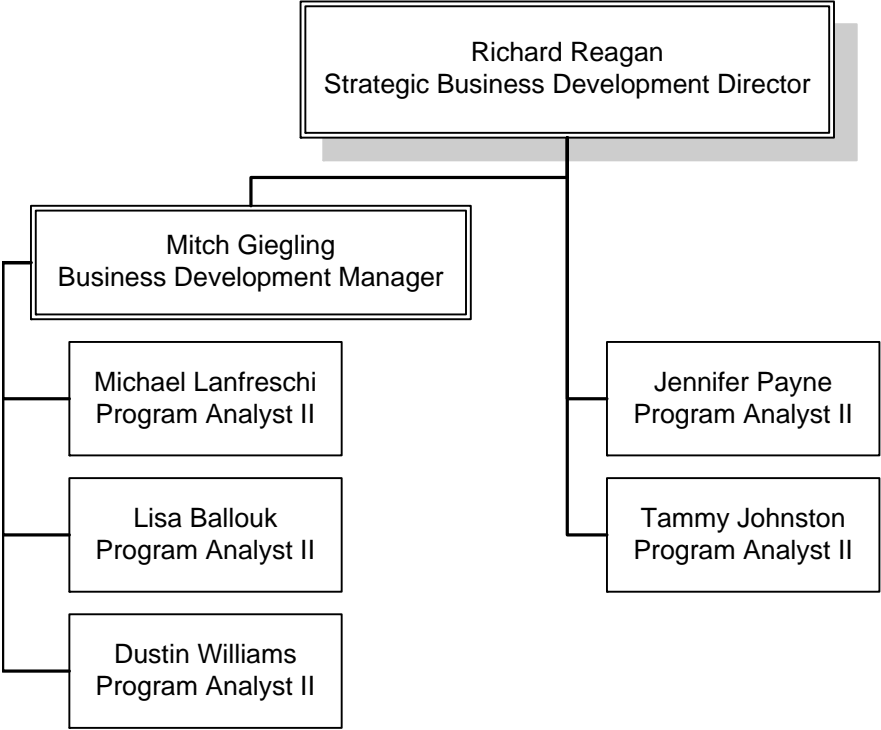 Richard Reagan
Strategic Business Development Director
Mitch Giegling
Business Development Manager
Michael Lanfreschi
Program Analyst II
Lisa Ballouk
Program Analyst II
Dustin Williams
Program Analyst II
Jennifer Payne
Program Analyst II
Tammy Johnston
Program Analyst II